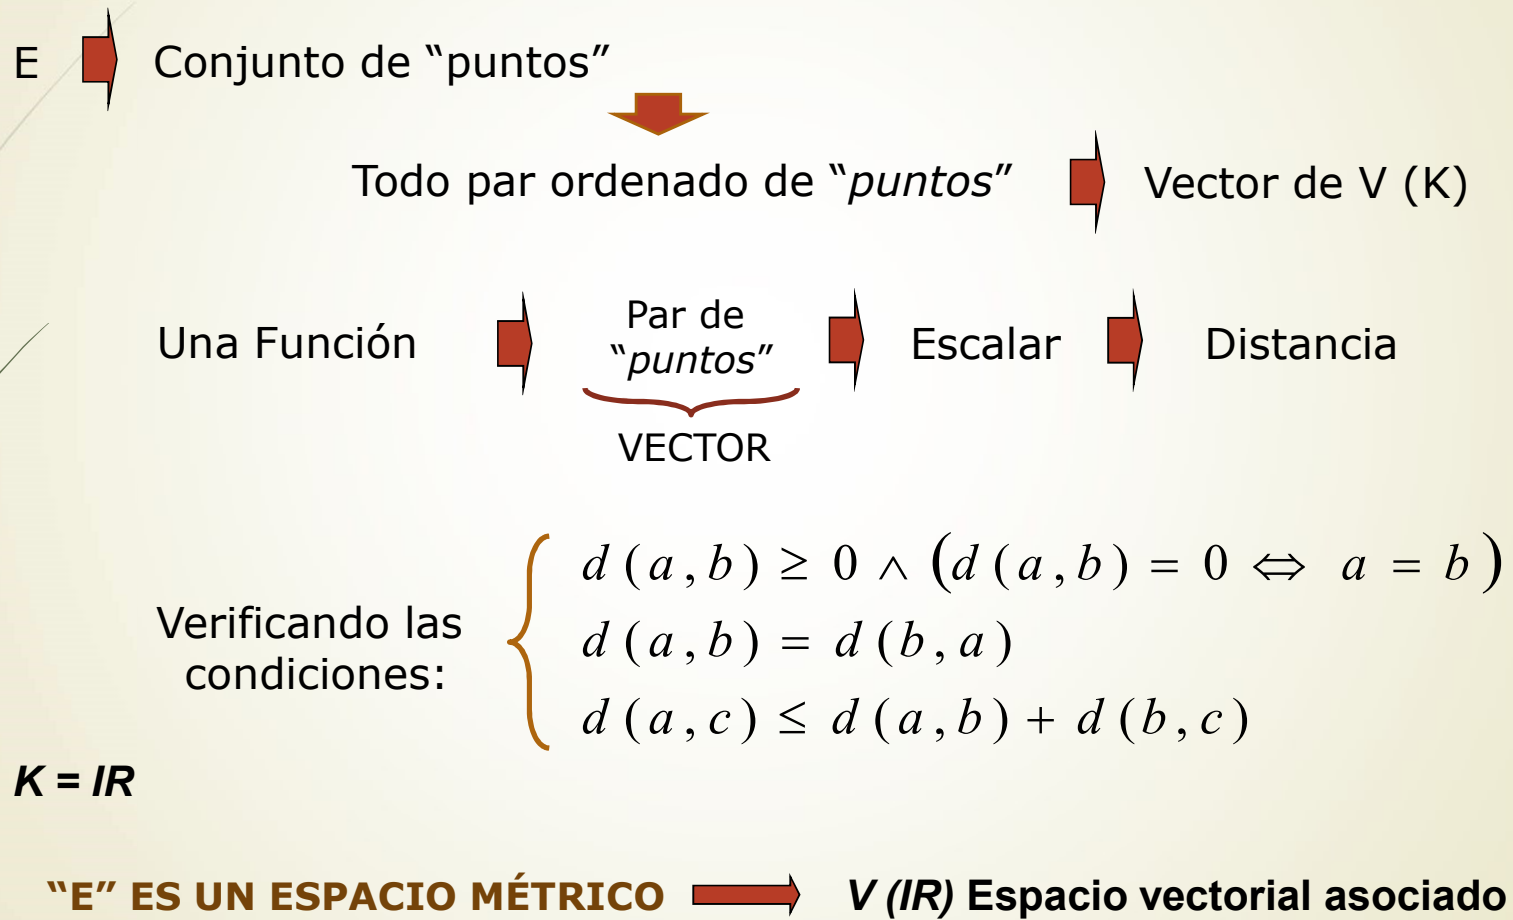 E Conjunto de “puntos”
Todo par ordenado de “puntos” Vector de V (K)
Una Función Par de “puntos” Escalar Distancia
VECTOR
Verificando las condiciones:
d (a, b) ≥ 0 ∧ (d (a, b) = 0 ⇔ a = b)
d (a, b) = d (b, a)
d (a, c) ≤ d (a, b) + d (b, c)
K = IR
“E” ES UN ESPACIO MÉTRICO V (IR) Espacio vectorial asociado